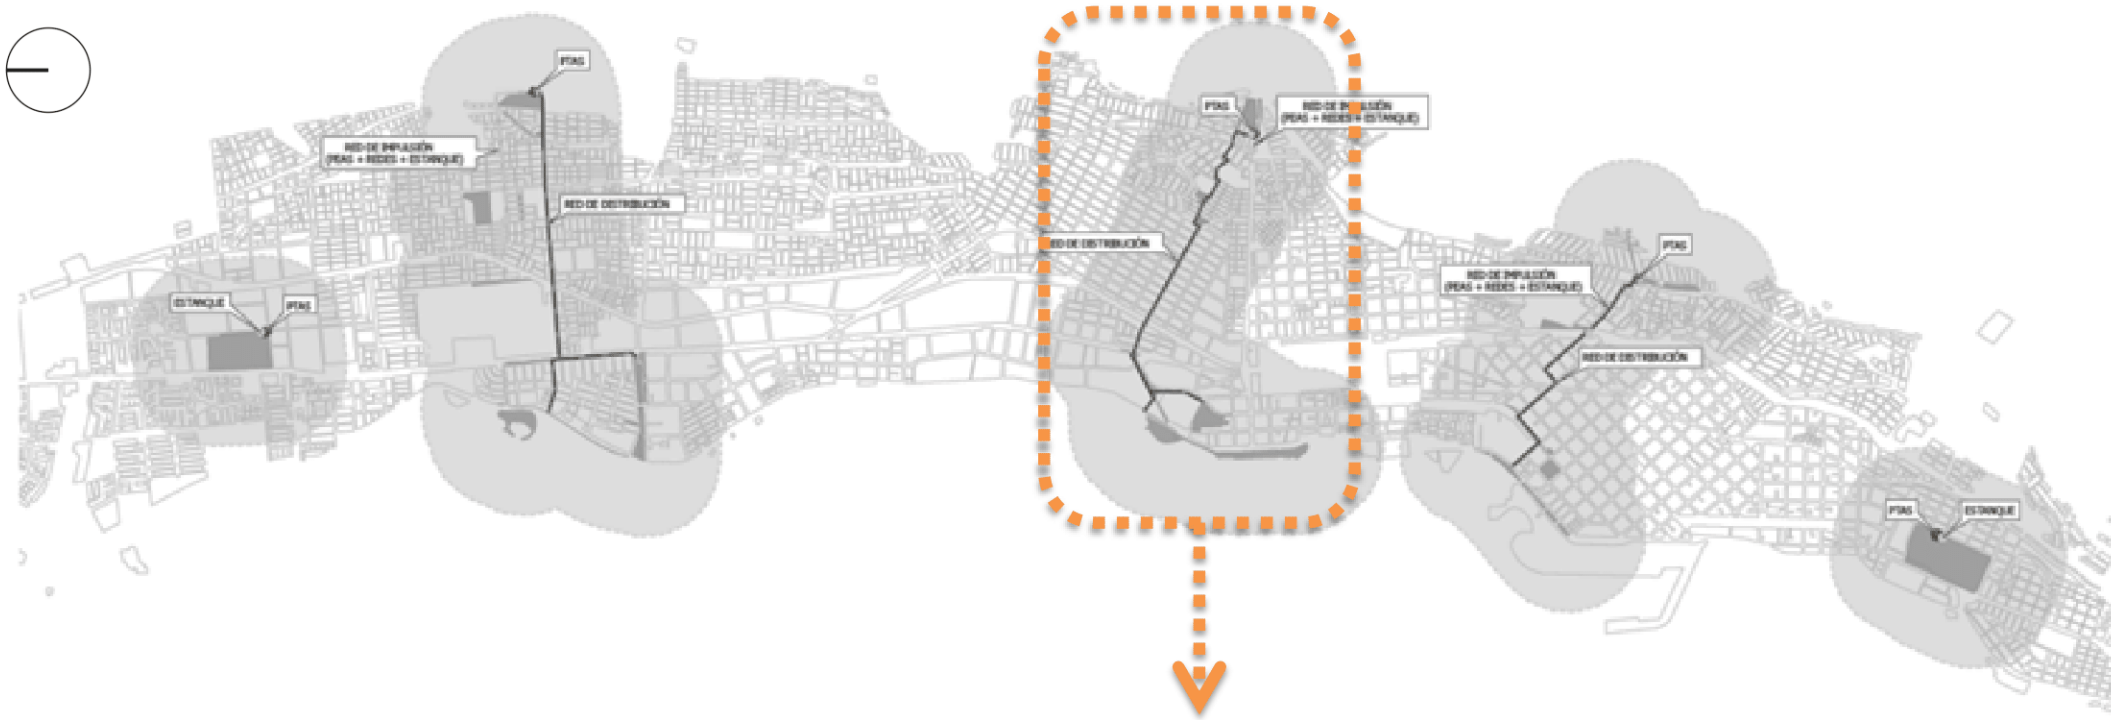 PTAS
RED DE IMPULSIÓN
(PEAS + REDES + ESTANQUE)
RED DE DISTRIBUCIÓN
ESTANQUE
PTAS
PTAS
RED DE IMPULSIÓN
(PEAS + REDES + ESTANQUE)
RED DE DISTRIBUCIÓN
PTAS
RED DE IMPULSIÓN
(PEAS + REDES + ESTANQUE)
RED DE DISTRIBUCIÓN
PTAS
ESTANQUE